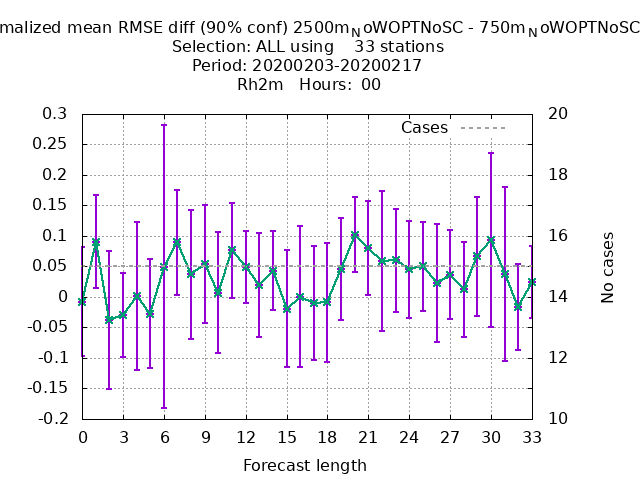 malized mean RMSE diff (90% conf) 2500mNoWOPTNoSC - 750mNoWOPTNoSC
Selection: ALL using 33 stations
Period: 20200203-20200217
Rh2m Hours: 00
Cases
0.3
0.25
0.2
0.15
0.1
0.05
0
-0.05
-0.1
-0.15
-0.2
20
18
16
14
12
10
No cases
0 3 6 9 12 15 18 21 24 27 30 33
Forecast length